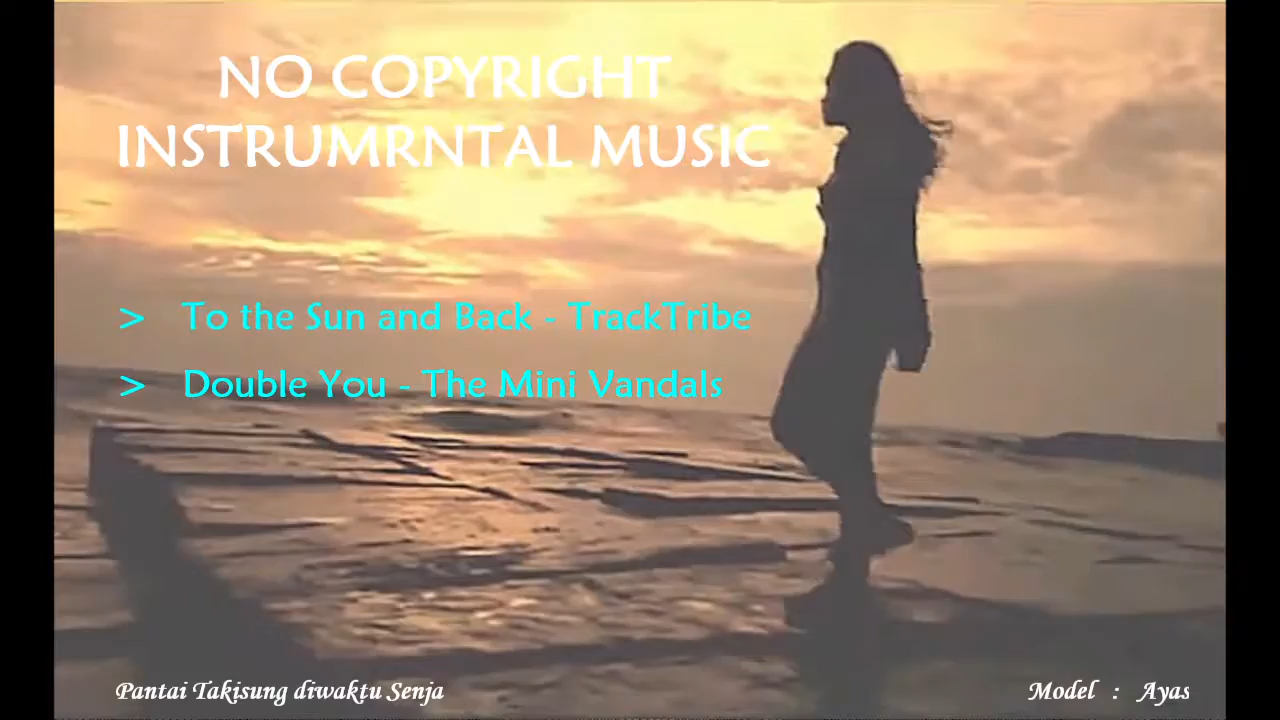 NO COPYRIGHT
INSTRUMRNTAL MUSIC
> To the Sun and Back - TrackTribe
> Double You - The Mini Vandals
Pantai Takisung diwaktu Senja
Model : Ayas